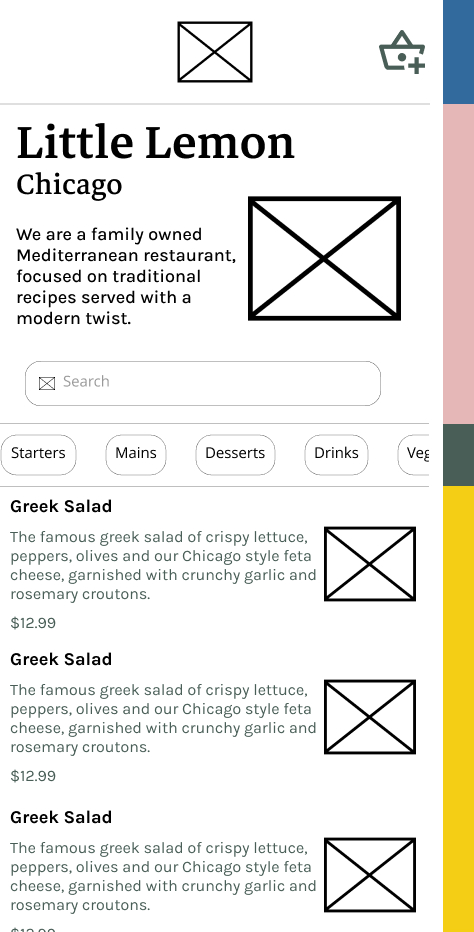 Little Lemon
Chicago
We are a family owned
Mediterranean restaurant,
focused on traditional
recipes served with a
modern twist.
Search
Starters Mains Desserts Drinks Veg
Greek Salad
The famous greek salad of crispy lettuce,
peppers, olives and our Chicago style feta
cheese, garnished with crunchy garlic and
rosemary croutons.
$12.99
Greek Salad
The famous greek salad of crispy lettuce,
peppers, olives and our Chicago style feta
cheese, garnished with crunchy garlic and
rosemary croutons.
$12.99
Greek Salad
The famous greek salad of crispy lettuce,
peppers, olives and our Chicago style feta
cheese, garnished with crunchy garlic and
rosemary croutons.